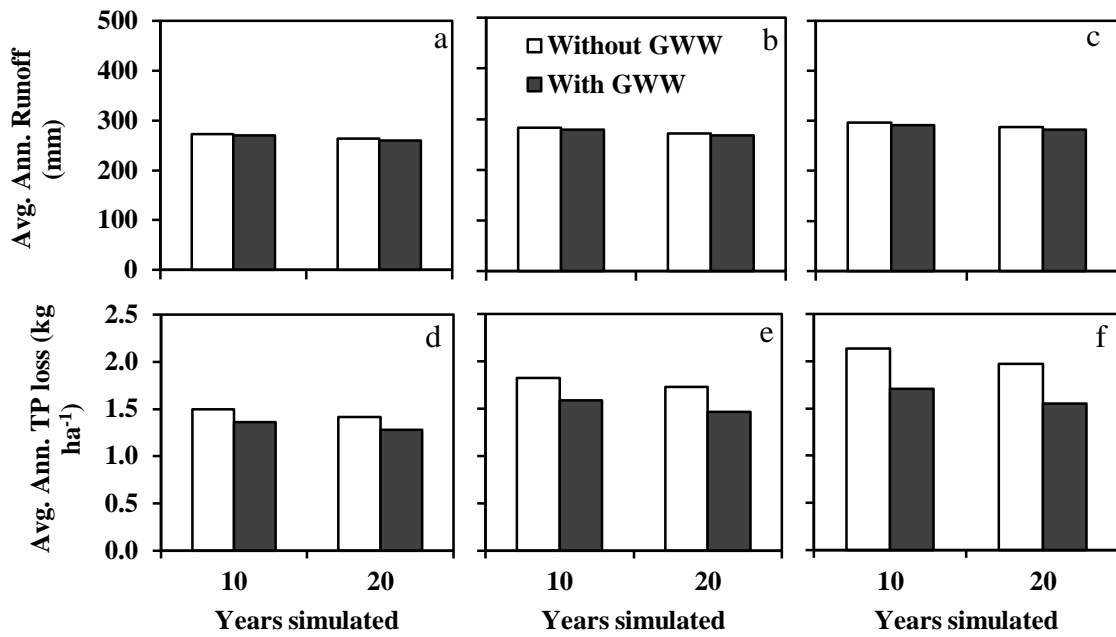 Avg. Ann. Runoff
(mm)
500
400
300
200
100
0
a
b
Without GWW
With GWW
c
Avg. Ann. TP loss (kg
ha-1)
2.5
2.0
1.5
1.0
0.5
0.0
d
e
f
10
20
10
20
10
20
Years simulated
Years simulated
Years simulated